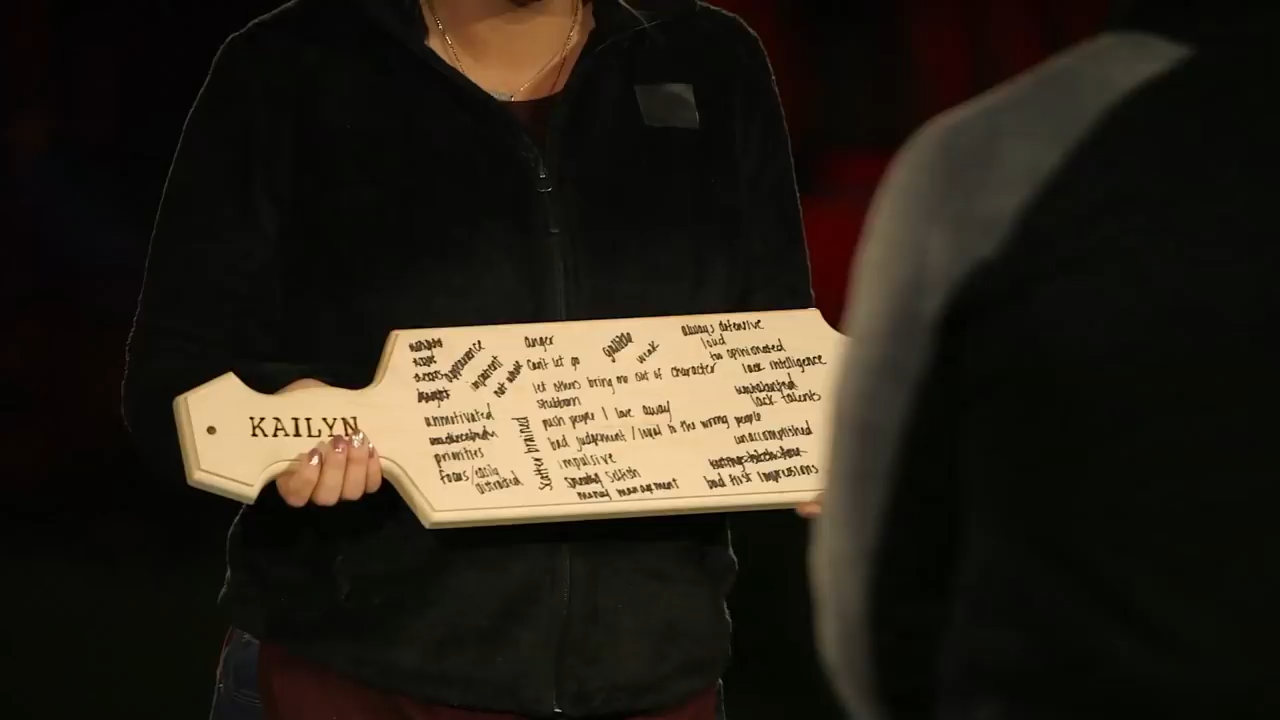 KAILYN
appearance
impatient
not whole
unmotivated
priorities
focus/easily
distracted
scatter brained
anger
Can't let go
let others bring me out of character
stubborn
push people I love away
bad judgement / loyal to the wrong people
impulsive
selfish
money management
gullible
weak
always defensive
loud
too opinionated
lack intelligence
lack talents
unaccomplished
bad first impressions